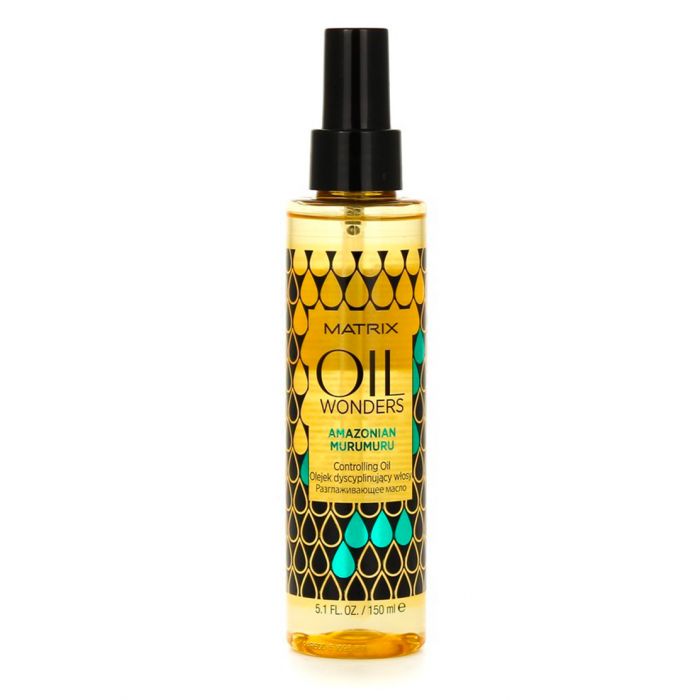 MATRIX
OIL
WONDERS
AMAZONIAN
MURUMURU
Controlling Oil
Olejek dyscyplinujący włosy
Разглаживающее масло
5.1 FL. OZ. / 150 ml e